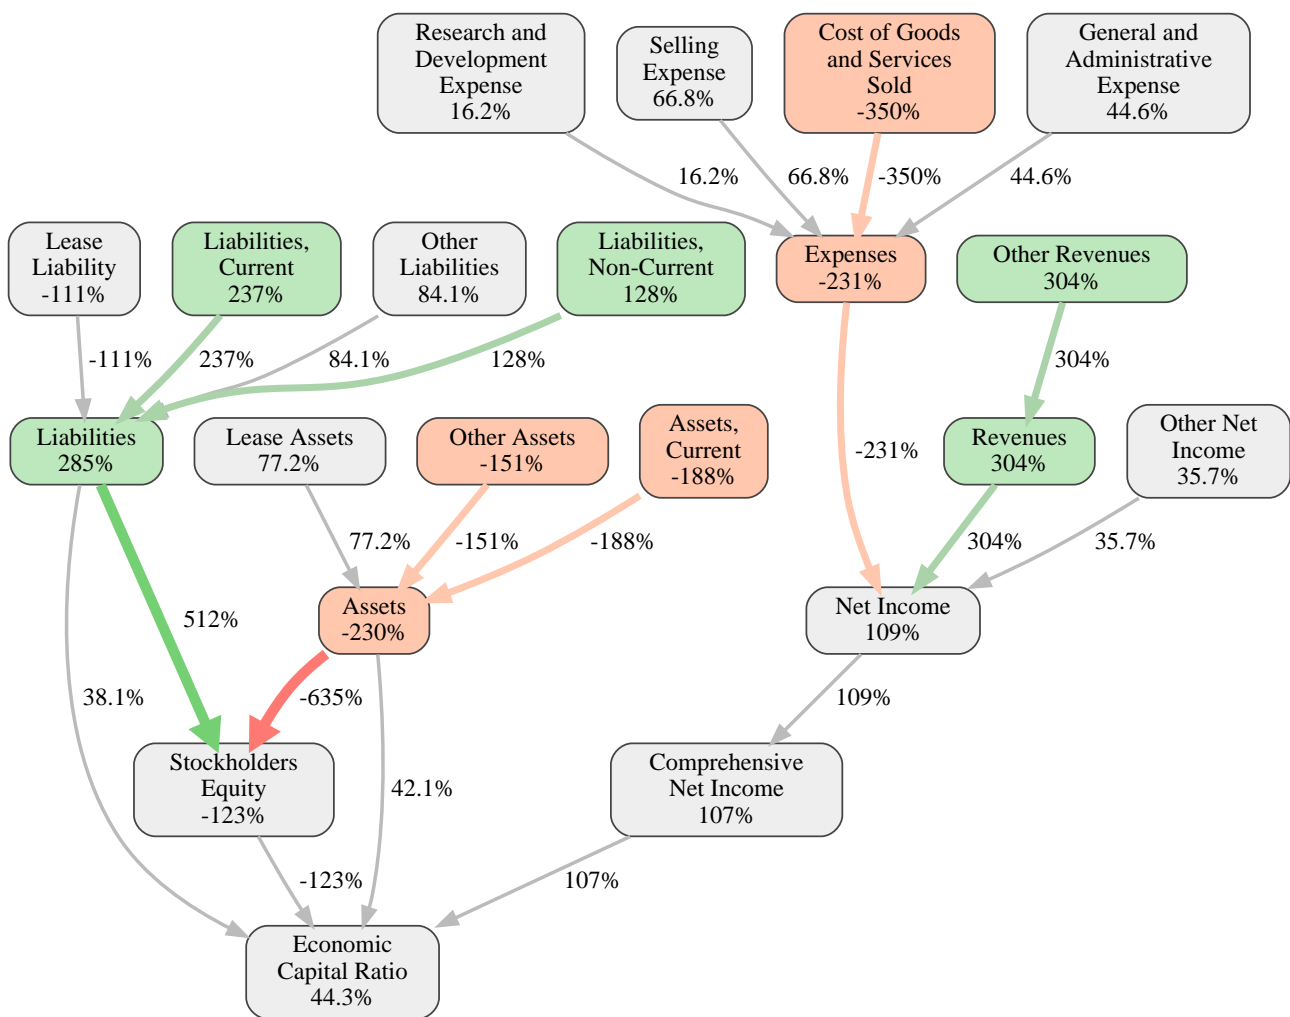 Research and
Development
Expense
16.2%
Selling
Expense
66.8%
Cost of Goods
and Services
Sold
-350%
General and
Administrative
Expense
44.6%
16.2%
66.8%
-350%
44.6%
Lease
Liability
-111%
Liabilities,
Current
237%
Other
Liabilities
84.1%
Liabilities,
Non-Current
128%
Expenses
-231%
Other Revenues
304%
-111%
237%
84.1%
128%
304%
Liabilities
285%
Lease Assets
77.2%
Other Assets
-151%
Assets,
Current
-188%
-231%
Revenues
304%
Other Net
Income
35.7%
77.2%
-151%
-188%
304%
35.7%
512%
Assets
-230%
Net Income
109%
38.1%
-635%
109%
Stockholders
Equity
-123%
42.1%
Comprehensive
Net Income
107%
-123%
107%
Economic
Capital Ratio
44.3%